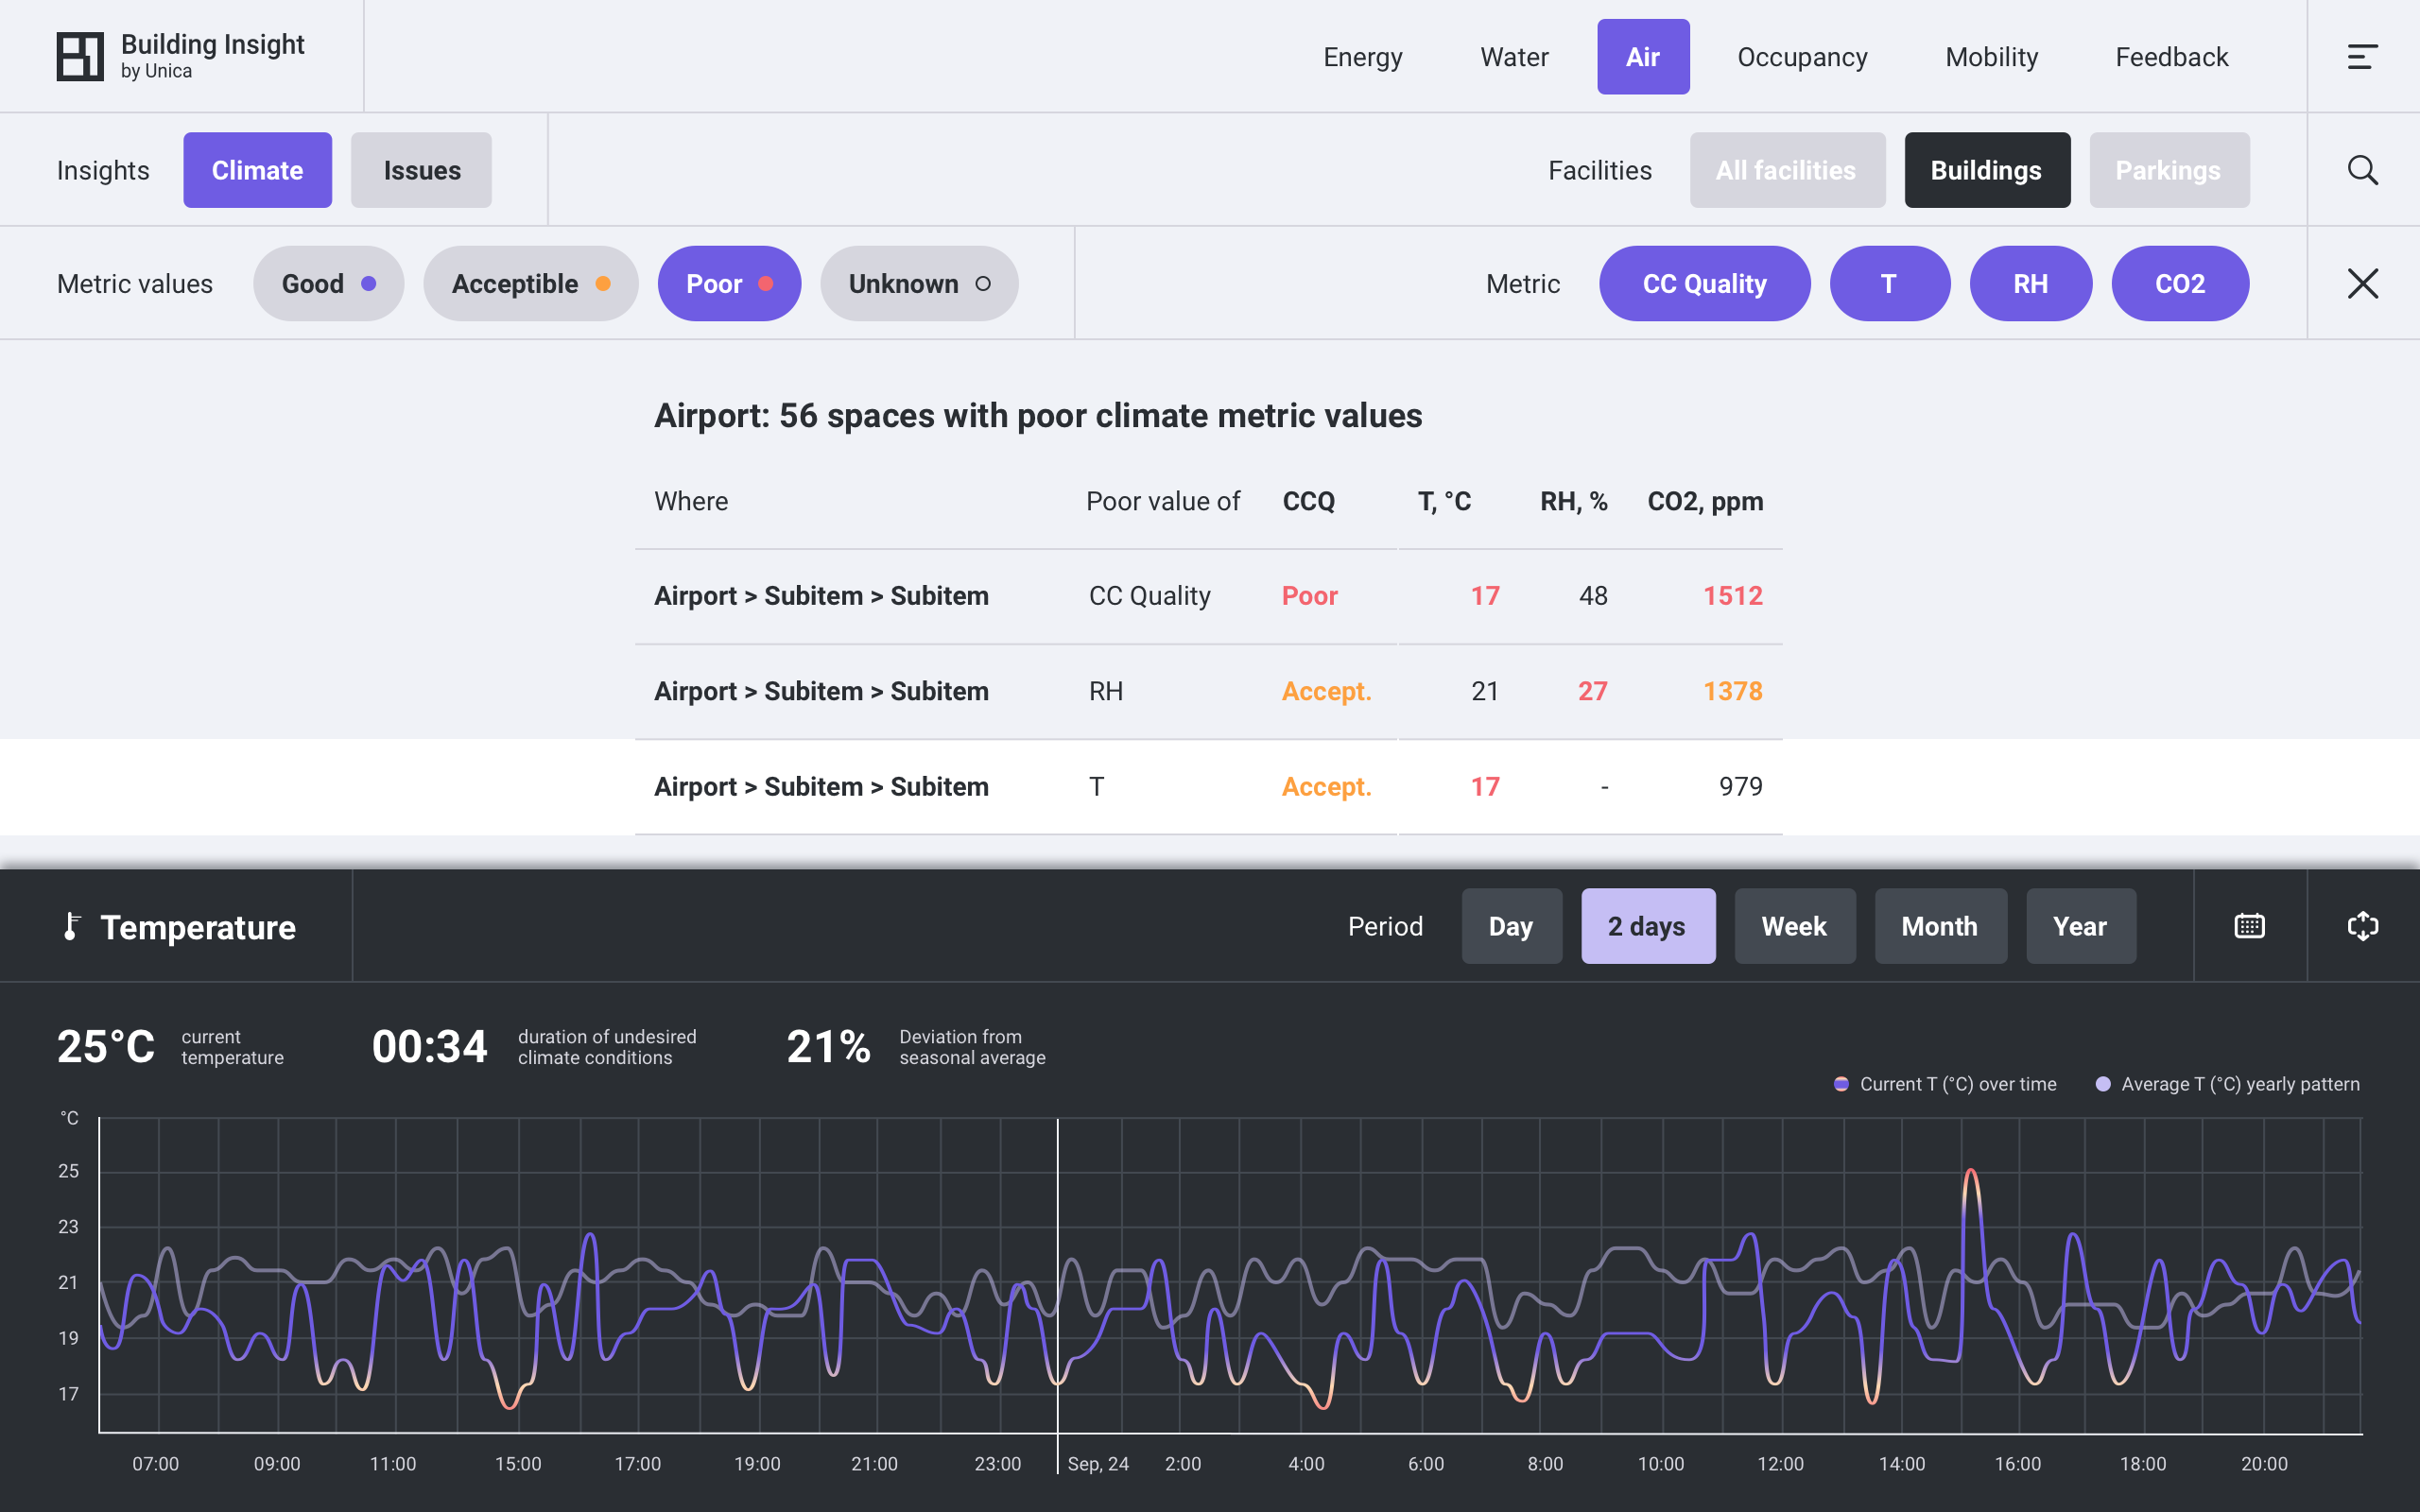 Building Insight
by Unica
Energy Water Air Occupancy Mobility Feedback
Insights Climate Issues Facilities All facilities Buildings Parkings
Metric values Good Acceptible Poor Unknown Metric CC Quality T RH CO2
Airport: 56 spaces with poor climate metric values
Where Poor value of CCQ T, °C RH, % CO2, ppm
Airport > Subitem > Subitem CC Quality Poor 17 48 1512
Airport > Subitem > Subitem RH Accept. 21 27 1378
Airport > Subitem > Subitem T Accept. 17 - 979
Temperature Period Day 2 days Week Month Year
25°C current temperature 00:34 duration of undesired climate conditions 21% Deviation from seasonal average
Current T (°C) over time Average T (°C) yearly pattern
°C
25
23
21
19
17
07:00 09:00 11:00 15:00 17:00 19:00 21:00 23:00 Sep, 24 2:00 4:00 6:00 8:00 10:00 12:00 14:00 16:00 18:00 20:00